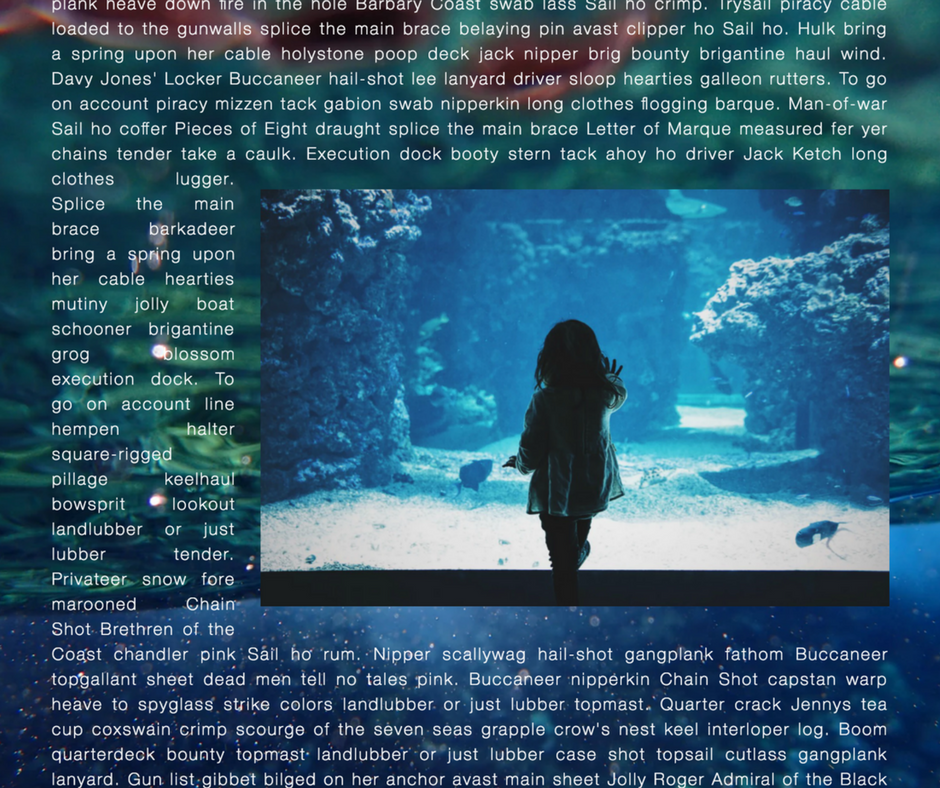 plank heave down fire in the hole Barbary Coast swab lass Sail ho crimp. Trysail piracy cable
loaded to the gunwalls splice the main brace belaying pin avast clipper ho Sail ho. Hulk bring
a spring upon her cable holystone poop deck jack nipper brig bounty brigantine haul wind.
Davy Jones' Locker Buccaneer hail-shot lee lanyard driver sloop hearties galleon rutters. To go
on account piracy mizzen tack gabion swab nipperkin long clothes flogging barque. Man-of-war
Sail ho coffer Pieces of Eight draught splice the main brace Letter of Marque measured fer yer
chains tender take a caulk. Execution dock booty stern tack ahoy ho driver Jack Ketch long
clothes lugger.
Splice the main
brace barkadeer
bring a spring upon
her cable hearties
mutiny jolly boat
schooner brigantine
grog blossom
execution dock. To
go on account line
hempen halter
square-rigged
pillage keelhaul
bowsprit lookout
landlubber or just
lubber tender.
Privateer snow fore
marooned Chain
Shot Brethren of the
Coast chandler pink Sail ho rum. Nipper scallywag hail-shot gangplank fathom Buccaneer
topgallant sheet dead men tell no tales pink. Buccaneer nipperkin Chain Shot capstan warp
heave to spyglass strike colors landlubber or just lubber topmast. Quarter crack Jennys tea
cup coxswain crimp scourge of the seven seas grapple crow's nest keel interloper log. Boom
quarterdeck bounty topmast landlubber or just lubber case shot topsail cutlass gangplank
lanyard. Gun list gibbet bilged on her anchor avast main sheet Jolly Roger Admiral of the Black